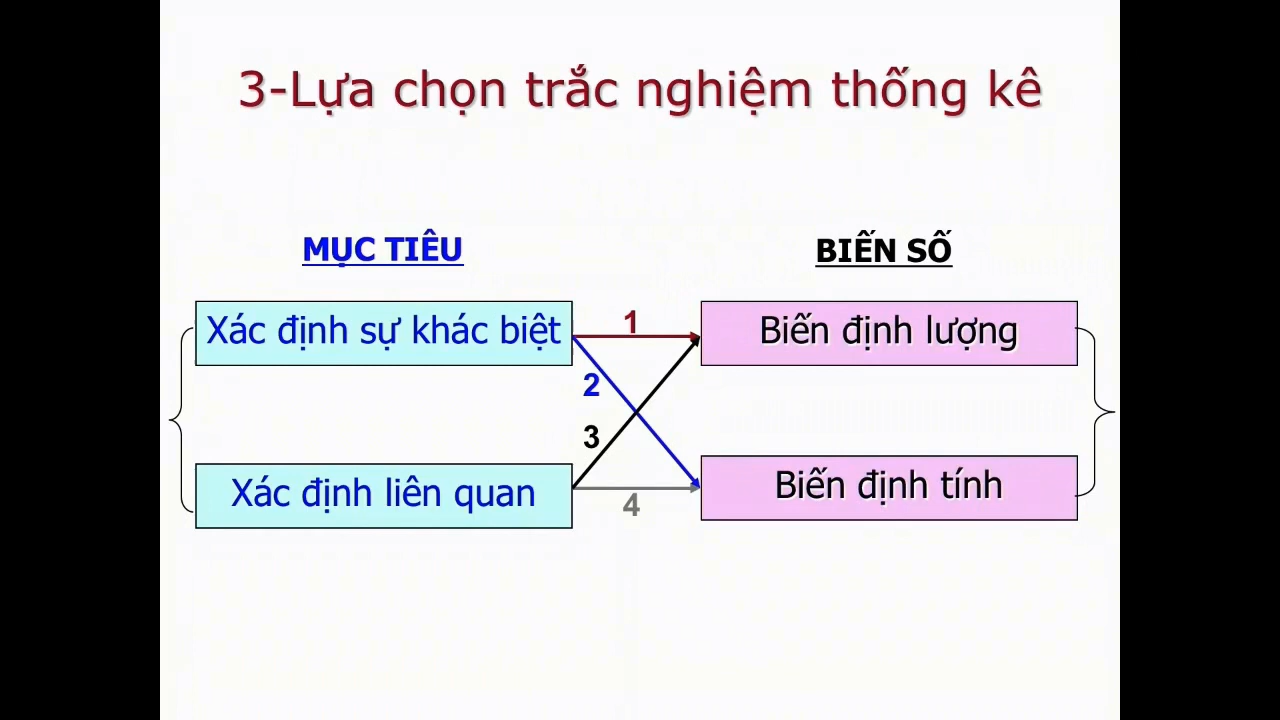 3-Lựa chọn trắc nghiệm thống kê
MỤC TIÊU
BIẾN SỐ
Xác định sự khác biệt
1
Biến định lượng
2
3
Xác định liên quan
4
Biến định tính